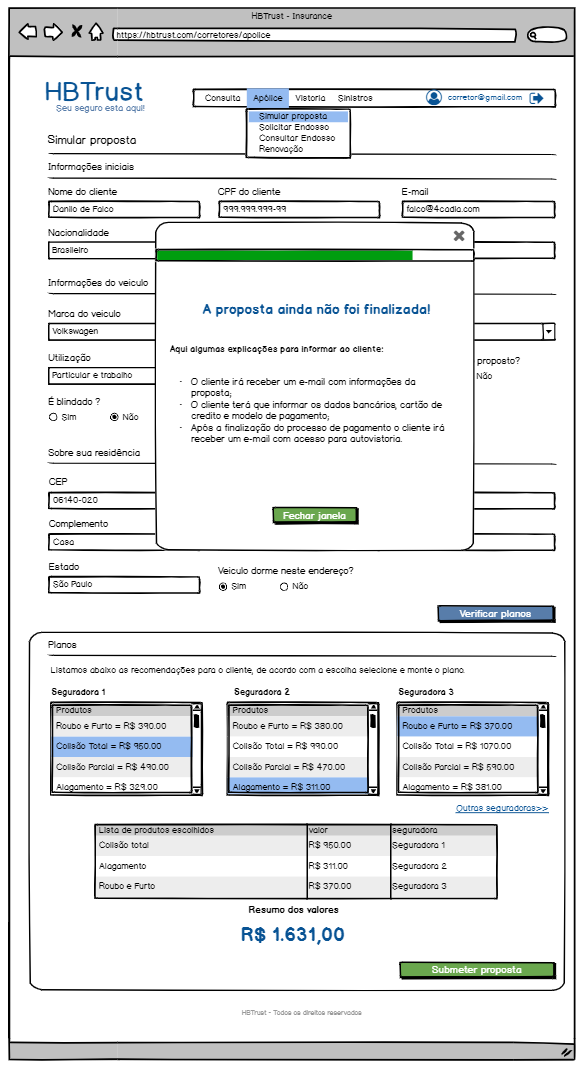 HBTrust - Insurance
https://hbtrust.com/corretores/apolice
HBTrust
Seu seguro esta aqui!
Consulta Apólice Vistoria Sinistros
corretor@gmail.com
Simular proposta
Solicitar Endosso
Consultar Endosso
Renovação
Simular proposta
Informações iniciais
Nome do cliente CPF do cliente E-mail
Danilo de Falco 999.999.999-99 falco@4cadia.com
Nacionalidade
Brasileiro
Informações do veiculo
Marca do veiculo
Volkswagen
Utilização proposto?
Particular e trabalho Não
É blindado ?
Sim Não
A proposta ainda não foi finalizada!
Aqui algumas explicações para informar ao cliente:
- O cliente irá receber um e-mail com informações da
proposta;
- O cliente terá que informar os dados bancários, cartão de
credito e modelo de pagamento;
- Após a finalização do processo de pagamento o cliente irá
receber um e-mail com acesso para autovistoria.
Fechar janela
Sobre sua residência
CEP
06140-020
Complemento
Casa
Estado Veiculo dorme neste endereço?
São Paulo Sim Não
Verificar planos
Planos
Listamos abaixo as recomendações para o cliente, de acordo com a escolha selecione e monte o plano.
Seguradora 1 Seguradora 2 Seguradora 3
Produtos Produtos Produtos
Roubo e Furto = R$ 390.00 Roubo e Furto = R$ 380.00 Roubo e Furto = R$ 370.00
Colisão Total = R$ 950.00 Colisão Total = R$ 990.00 Colisão Total = R$ 1070.00
Colisão Parcial = R$ 490.00 Colisão Parcial = R$ 470.00 Colisão Parcial = R$ 590.00
Alagamento = R$ 329.00 Alagamento = R$ 311.00 Alagamento = R$ 381.00
Outras seguradoras>>
Lista de produtos escolhidos valor seguradora
Colisão total R$ 950.00 Seguradora 1
Alagamento R$ 311.00 Seguradora 2
Roubo e Furto R$ 370.00 Seguradora 3
Resumo dos valores
R$ 1.631,00
Submeter proposta
HBTrust - Todos os direitos reservados